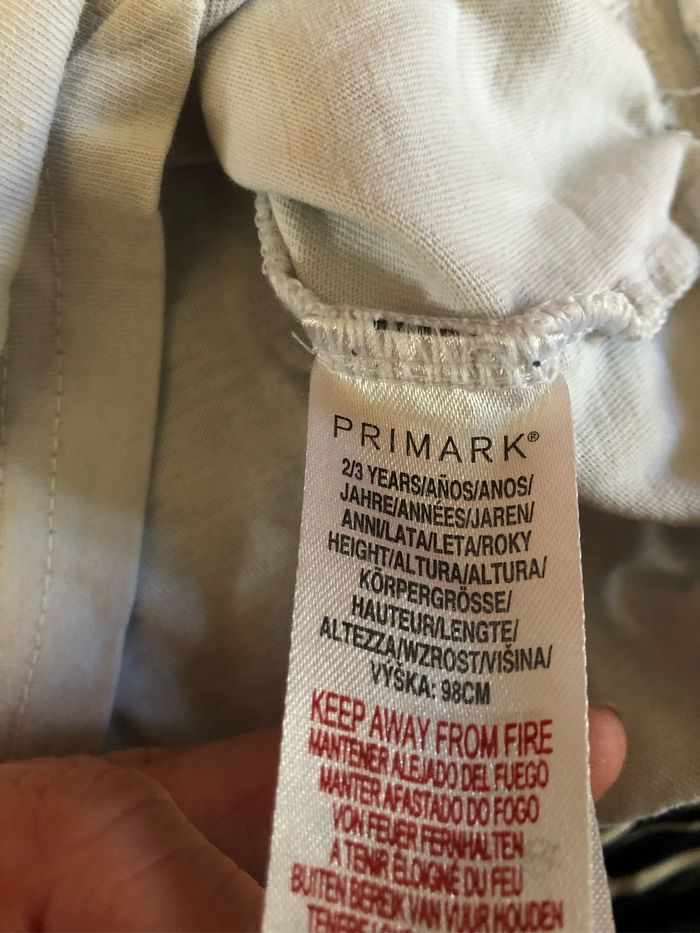 PRIMARK®
2/3 YEARS/AÑOS/ANOS/
JAHRE/ANNÉES/JAREN/
ANNI/LATA/LETA/ROKY
HEIGHT/ALTURA/ALTURA/
KÖRPERGRÖSSE/
HAUTEUR/LENGTE/
ALTEZZA/WZROST/VIŠINA/
VÝŠKA: 98CM
KEEP AWAY FROM FIRE
MANTENER ALEJADO DEL FUEGO
MANTER AFASTADO DO FOGO
VON FEUER FERNHALTEN
À TENIR ÉLOIGNÉ DU FEU
BUITEN BEREIK VAN VUUR HOUDEN